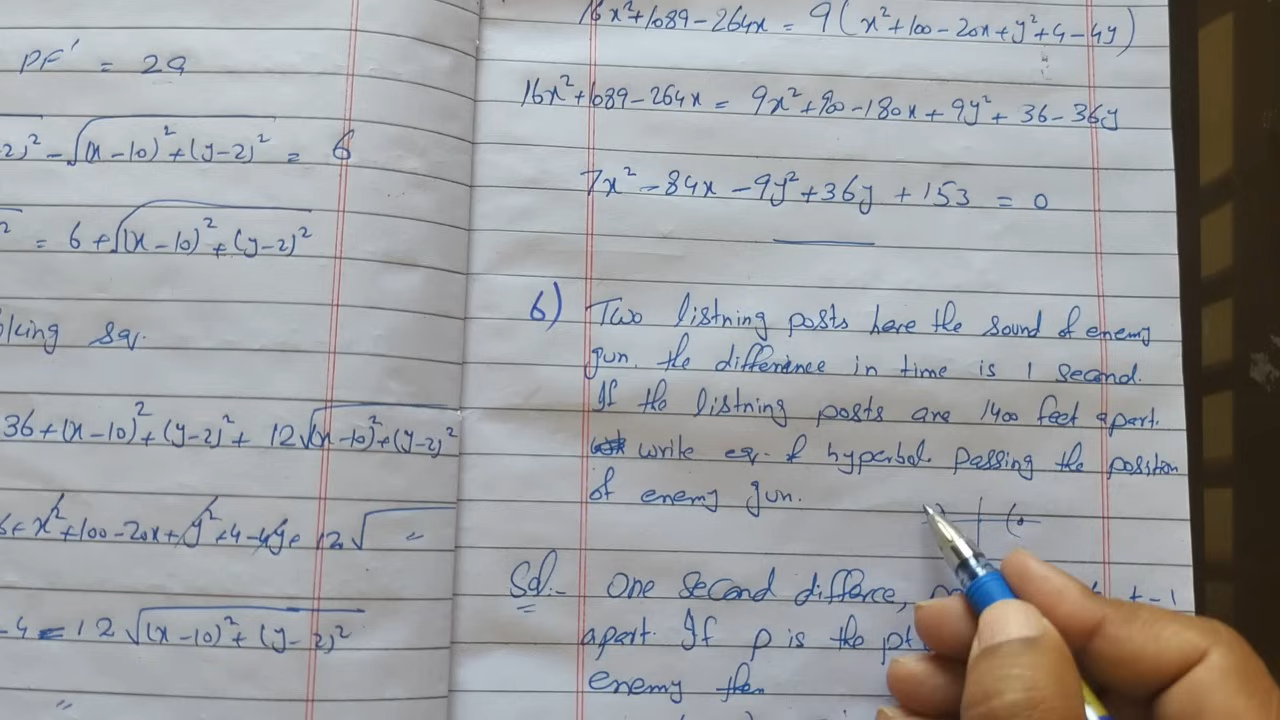 PF' = 2a
2)² - √(x-10)² + (y-2)² = 6
² = 6 + √(x-10)² + (y-2)²
king sq.
36 + (x-10)² + (y-2)² + 12√(x-10)² + (y-2)²
6 + x² + 100 - 20x + y² + 4 - 4y + 12√ "
-4 = 12√(x-10)² + (y-2)²
"
16x² + 1089 - 264x = 9(x² + 100 - 20x + y² + 4 - 4y)
16x² + 1089 - 264x = 9x² + 900 - 180x + 9y² + 36 - 36y
7x² - 84x - 9y² + 36y + 153 = 0
6) Two listning posts here the sound of enemy
gun. the difference in time is 1 second.
If the listning posts are 1400 feet apart.
write eq. of hyperbola Passing the position
of enemy gun.
Sol:- One second differce,
apart. If P is the pt
enemy then